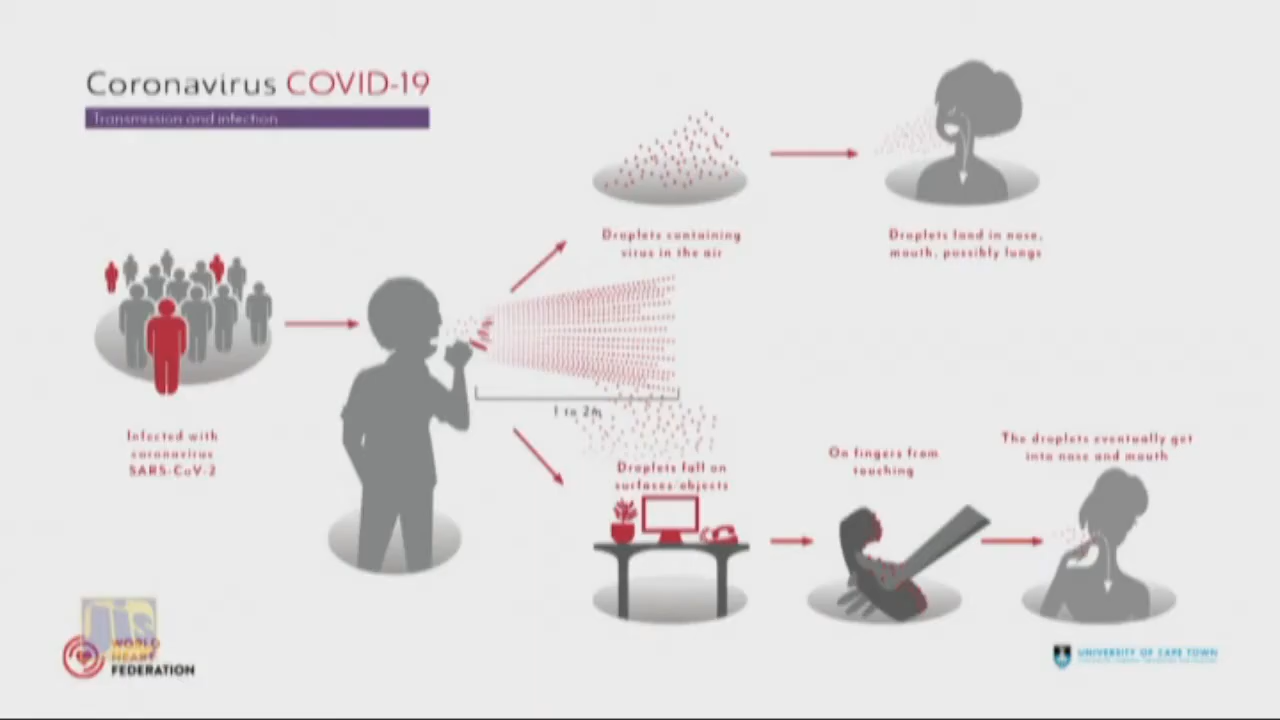 Coronavirus COVID-19
Transmission and infection
Infected with
coronavirus
SARS-CoV-2
Droplets containing
virus in the air
Droplets land in nose,
mouth, possibly lungs
1 to 2m
Droplets fall on
surfaces/objects
On fingers from
touching
The droplets eventually get
into nose and mouth
jis
WORLD
HEART
FEDERATION
UNIVERSITY OF CAPE TOWN